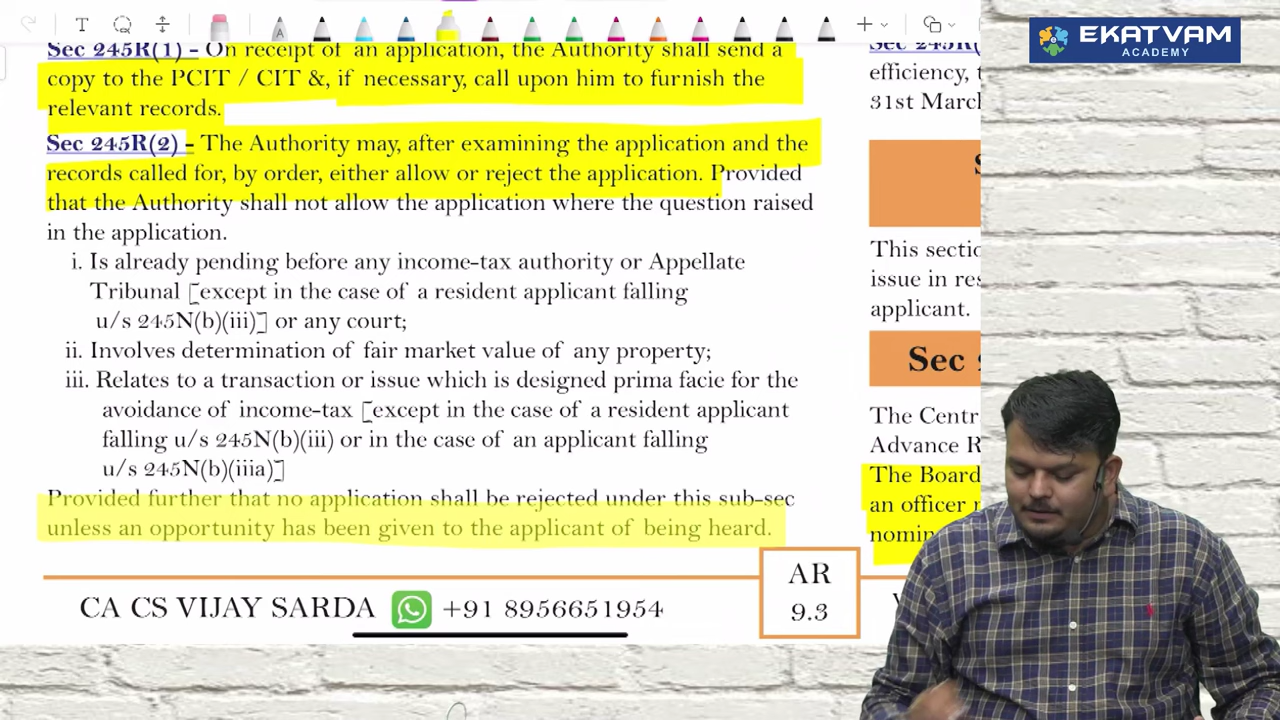 Sec 245R(1) - On receipt of an application, the Authority shall send a
copy to the PCIT / CIT &, if necessary, call upon him to furnish the
relevant records.
Sec 245R(2) - The Authority may, after examining the application and the
records called for, by order, either allow or reject the application. Provided
that the Authority shall not allow the application where the question raised
in the application.
i. Is already pending before any income-tax authority or Appellate
Tribunal [except in the case of a resident applicant falling
u/s 245N(b)(iii)] or any court;
ii. Involves determination of fair market value of any property;
iii. Relates to a transaction or issue which is designed prima facie for the
avoidance of income-tax [except in the case of a resident applicant
falling u/s 245N(b)(iii) or in the case of an applicant falling
u/s 245N(b)(iiia)]
Provided further that no application shall be rejected under this sub-sec
unless an opportunity has been given to the applicant of being heard.
CA CS VIJAY SARDA +91 8956651954
AR
9.3
efficiency,
31st March
This section
issue in
applicant.
Sec
The
Advance R
The Board
an officer
EKATVAM
ACADEMY